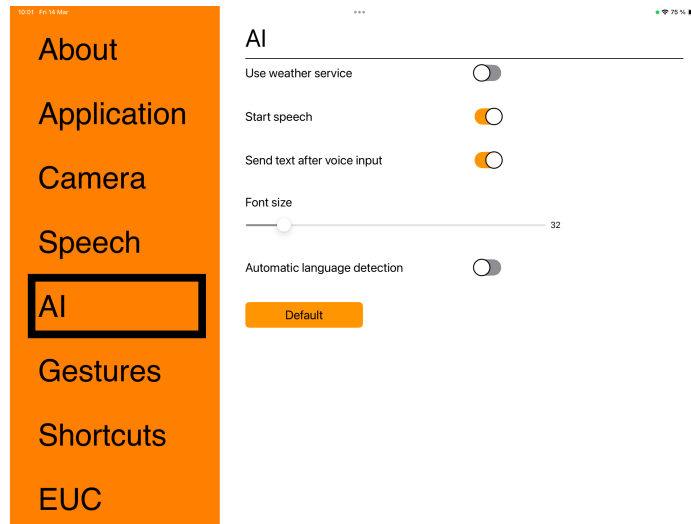 10:01 Fri 14 Mar
75 %
About
Application
Camera
Speech
AI
Gestures
Shortcuts
EUC
AI
Use weather service
Start speech
Send text after voice input
Font size
32
Automatic language detection
Default